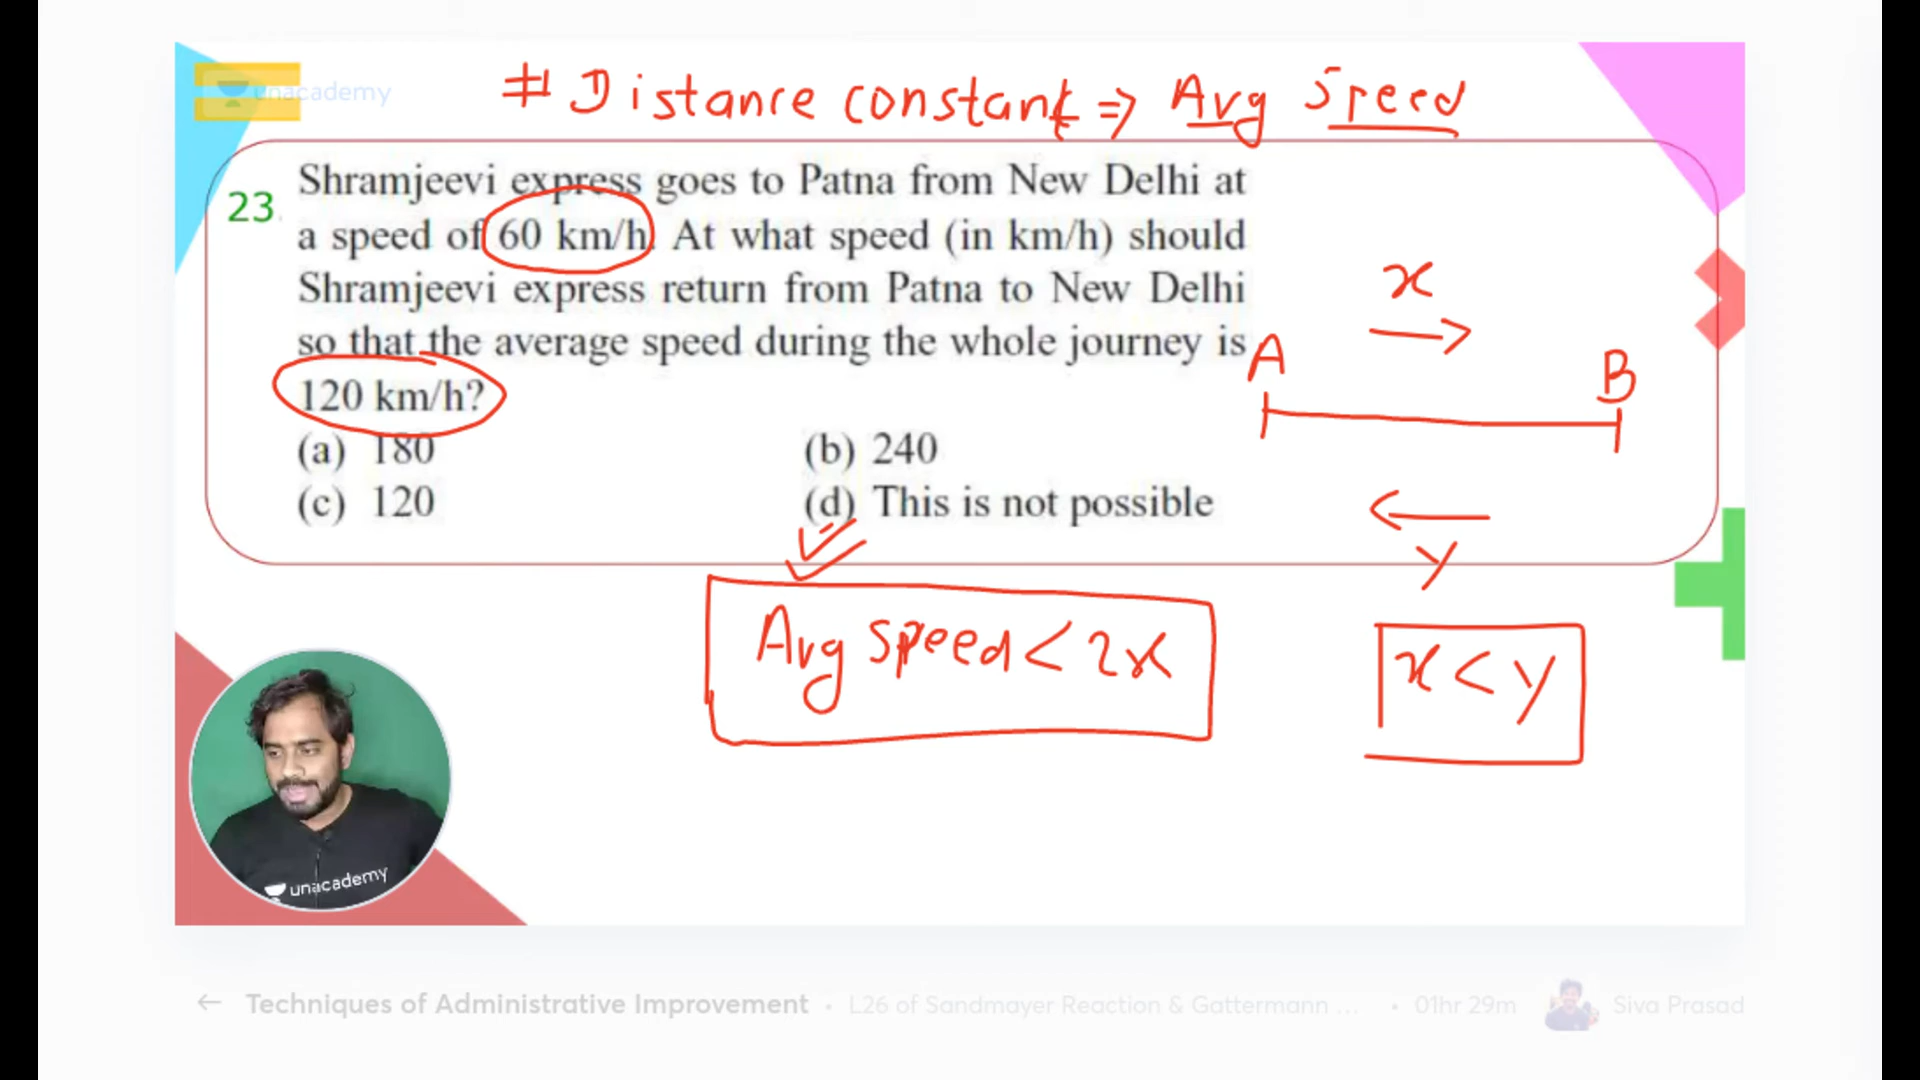 unacademy
# Distance constant => Avg Speed
23.
Shramjeevi express goes to Patna from New Delhi at
a speed of 60 km/h. At what speed (in km/h) should
Shramjeevi express return from Patna to New Delhi
so that the average speed during the whole journey is
120 km/h?
(a) 180 (b) 240
(c) 120 (d) This is not possible
x
A B
y
Avg speed < 2x
x < y
unacademy
← Techniques of Administrative Improvement • L26 of Sandmayer Reaction & Gattermann ... • 01hr 29m Siva Prasad